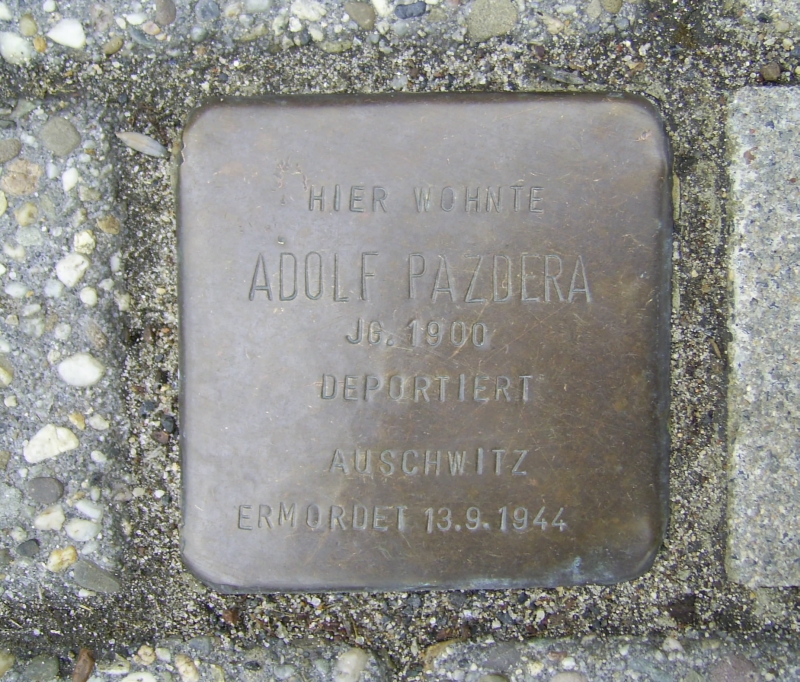 HIER WOHNTE
ADOLF PAZDERA
JG. 1900
DEPORTIERT
AUSCHWITZ
ERMORDET 13.9.1944